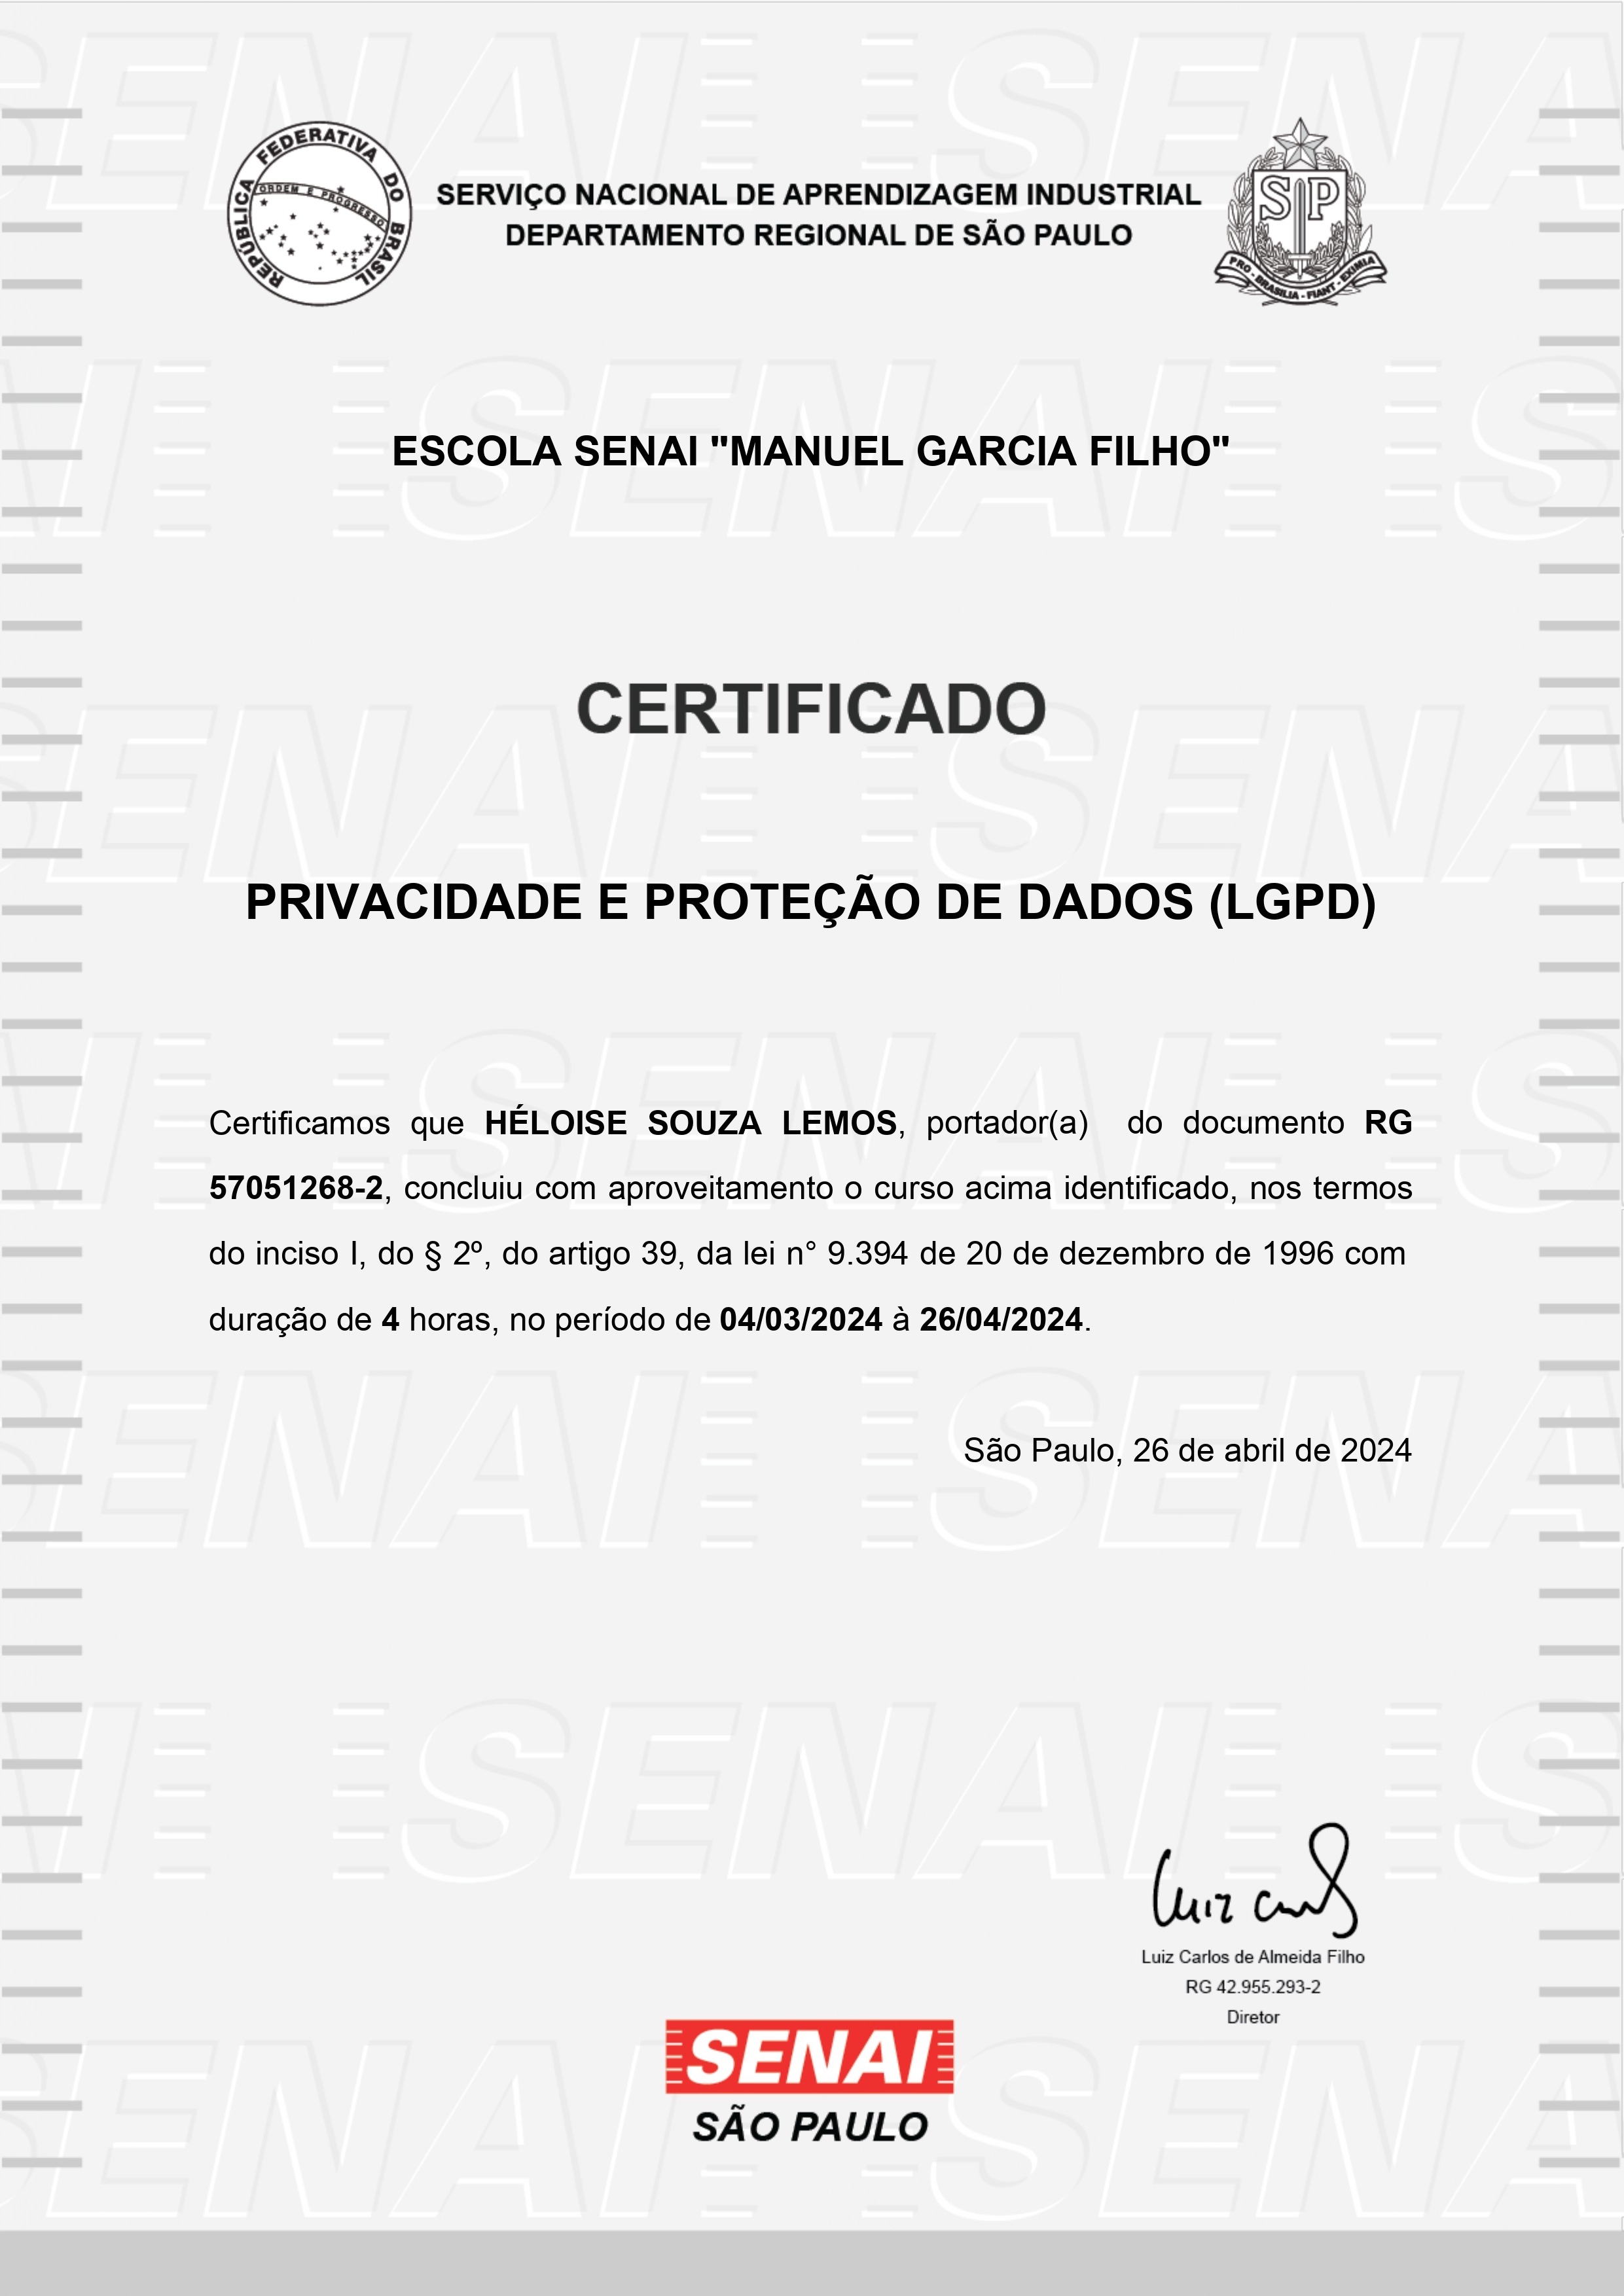 REPÚBLICA FEDERATIVA DO BRASIL
ORDEM E PROGRESSO
SERVIÇO NACIONAL DE APRENDIZAGEM INDUSTRIAL
DEPARTAMENTO REGIONAL DE SÃO PAULO
SP
PRO - BRASILIA - FIANT - EXIMIA
ESCOLA SENAI "MANUEL GARCIA FILHO"
CERTIFICADO
PRIVACIDADE E PROTEÇÃO DE DADOS (LGPD)
Certificamos que HÉLOISE SOUZA LEMOS, portador(a) do documento RG
57051268-2, concluiu com aproveitamento o curso acima identificado, nos termos
do inciso I, do § 2º, do artigo 39, da lei n° 9.394 de 20 de dezembro de 1996 com
duração de 4 horas, no período de 04/03/2024 à 26/04/2024.
São Paulo, 26 de abril de 2024
Luiz Carlos de Almeida Filho
RG 42.955.293-2
Diretor
SENAI
SÃO PAULO